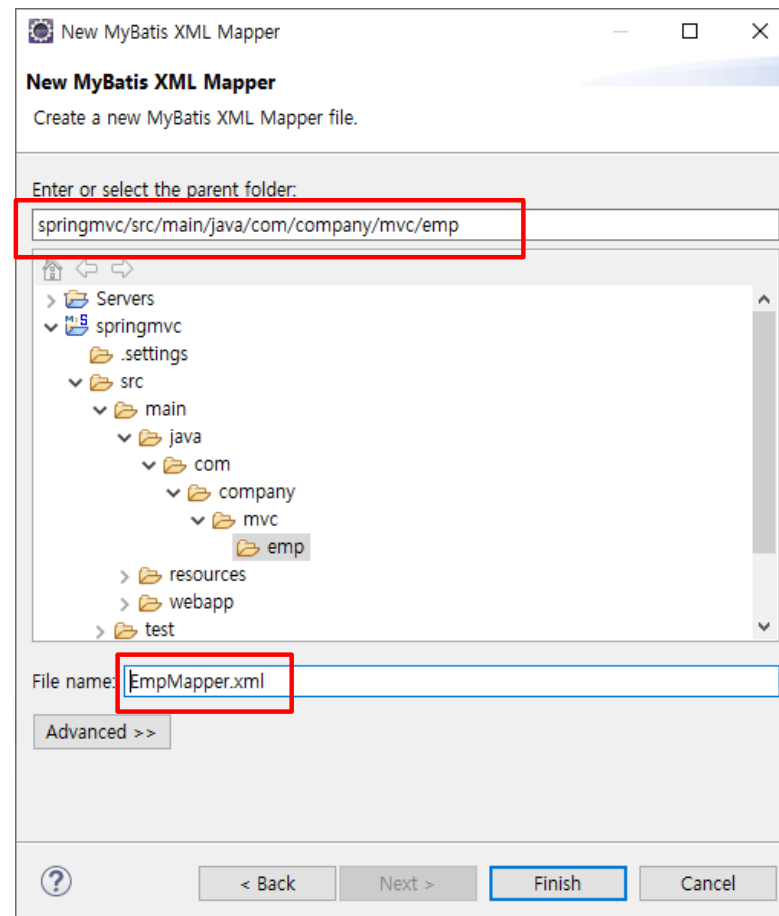 New MyBatis XML Mapper
New MyBatis XML Mapper
Create a new MyBatis XML Mapper file.
Enter or select the parent folder:
springmvc/src/main/java/com/company/mvc/emp
Servers
springmvc
.settings
src
main
java
com
company
mvc
emp
resources
webapp
test
File name: EmpMapper.xml
Advanced >>
< Back Next > Finish Cancel